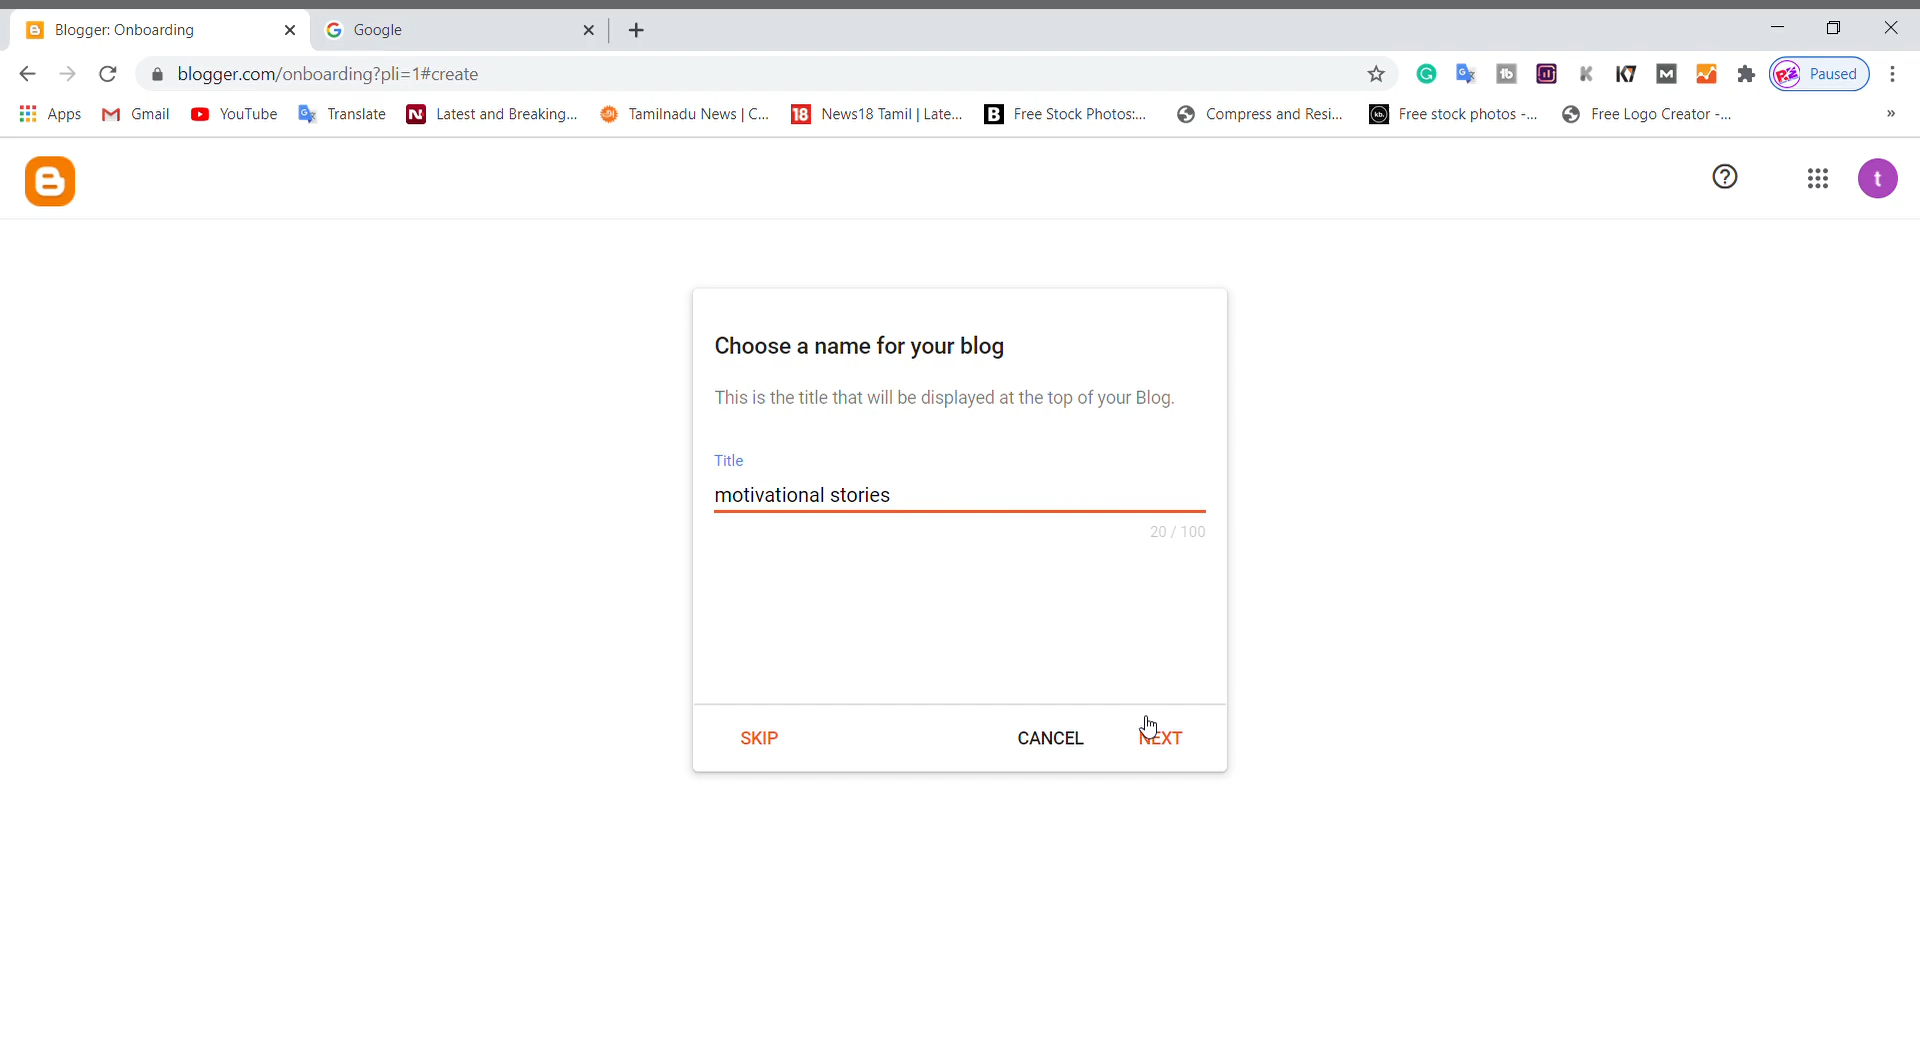 Blogger: Onboarding
Google
blogger.com/onboarding?pli=1#create
Paused
Apps
Gmail
YouTube
Translate
Latest and Breaking...
Tamilnadu News | C...
News18 Tamil | Late...
Free Stock Photos:...
Compress and Resi...
Free stock photos -...
Free Logo Creator -...
t
Choose a name for your blog
This is the title that will be displayed at the top of your Blog.
Title
motivational stories
20 / 100
SKIP
CANCEL
NEXT